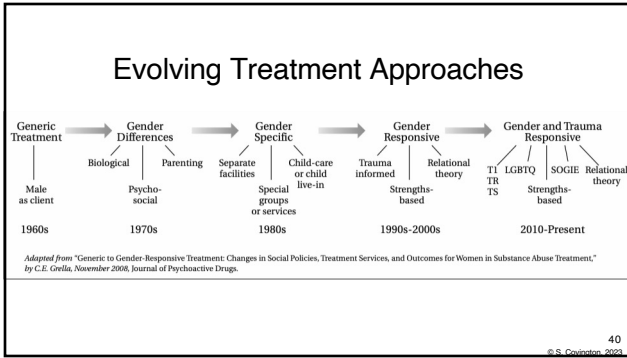 Evolving Treatment Approaches
Generic
Treatment
Male
as client
1960s
Gender
Differences
Biological
Psycho-
social
Parenting
1970s
Gender
Specific
Separate
facilities
Special
groups
or services
Child-care
or child
live-in
1980s
Gender
Responsive
Trauma
informed
Strengths-
based
Relational
theory
1990s-2000s
Gender and Trauma
Responsive
TI
TR
TS
LGBTQ
Strengths-
based
SOGIE
Relational
theory
2010-Present
Adapted from "Generic to Gender-Responsive Treatment: Changes in Social Policies, Treatment Services, and Outcomes for Women in Substance Abuse Treatment,"
by C.E. Grella, November 2008, Journal of Psychoactive Drugs.
40
© S. Covington, 2023